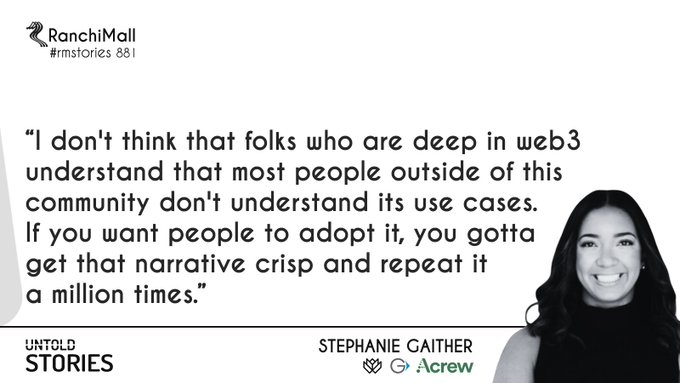 RanchiMall
#rmstories 881
“I don't think that folks who are deep in web3
understand that most people outside of this
community don't understand its use cases.
If you want people to adopt it, you gotta
get that narrative crisp and repeat it
a million times.”
UNTOLD
STORIES
STEPHANIE GAITHER
G Acrew